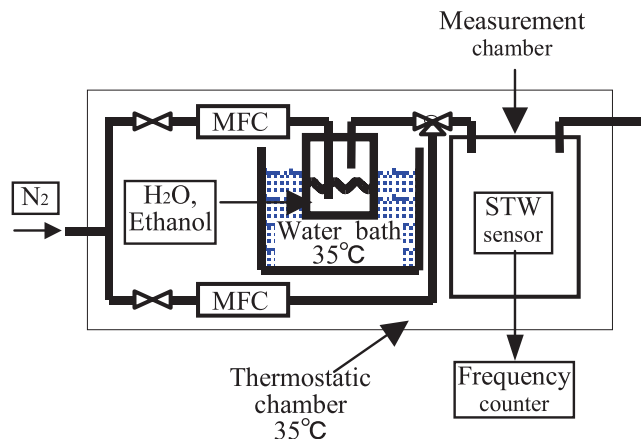 Measurement
chamber
MFC
N2
H2O,
Ethanol
Water bath
35℃
STW
sensor
MFC
Thermostatic
chamber
35℃
Frequency
counter